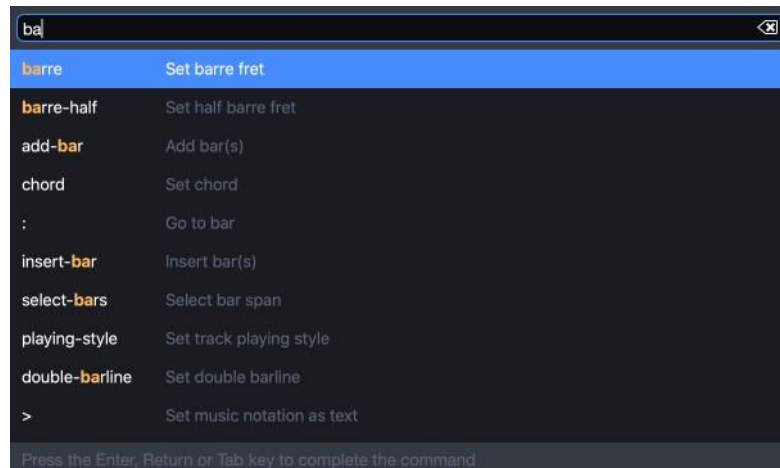 ba
barre Set barre fret
barre-half Set half barre fret
add-bar Add bar(s)
chord Set chord
: Go to bar
insert-bar Insert bar(s)
select-bars Select bar span
playing-style Set track playing style
double-barline Set double barline
> Set music notation as text
Press the Enter, Return or Tab key to complete the command